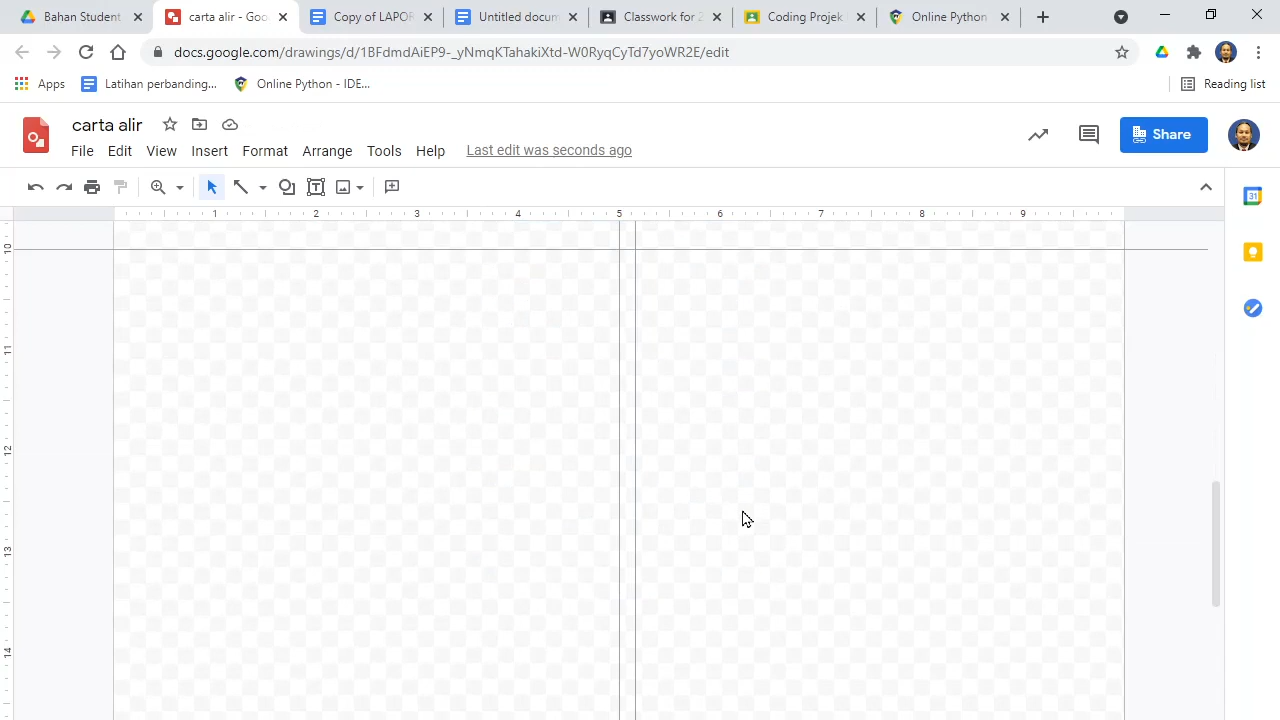 Bahan Student
carta alir - Goo
Copy of LAPOR
Untitled docum
Classwork for
Coding Projek
Online Python
docs.google.com/drawings/d/1BFdmdAiEP9-_yNmqKTahakiXtd-W0RyqCyTd7yoWR2E/edit
Apps
Latihan perbanding...
Online Python - IDE...
Reading list
carta alir
Share
File Edit View Insert Format Arrange Tools Help Last edit was seconds ago
31
1 2 3 4 5 6 7 8 9
10
11
12
13
14